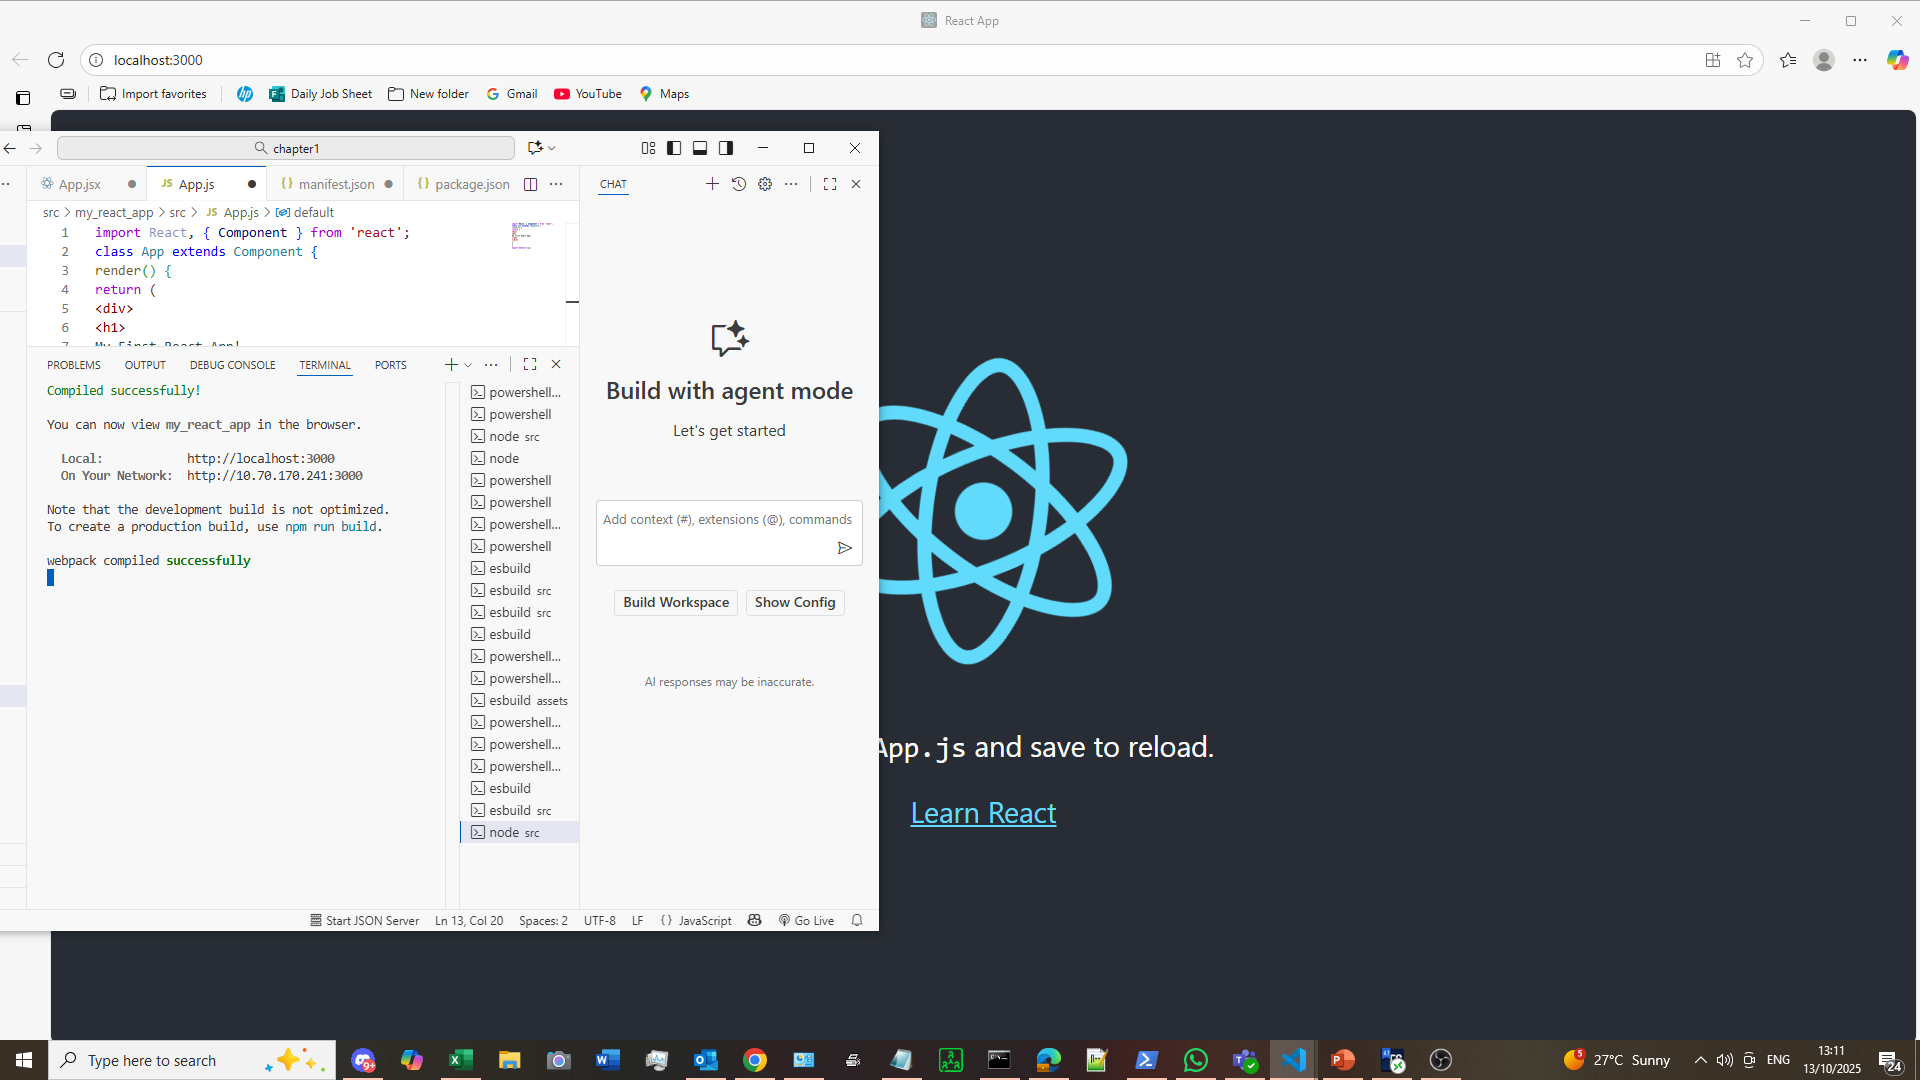 React App
localhost:3000
Import favorites
Daily Job Sheet
New folder
Gmail
YouTube
Maps
chapter1
App.jsx
JS App.js
{} manifest.json
{} package.json
src > my_react_app > src > JS App.js > default
1 import React, { Component } from 'react';
2 class App extends Component {
3 render() {
4 return (
5 <div>
6 <h1>
7 My First React App!
PROBLEMS
OUTPUT
DEBUG CONSOLE
TERMINAL
PORTS
Compiled successfully!
You can now view my_react_app in the browser.
Local: http://localhost:3000
On Your Network: http://10.70.170.241:3000
Note that the development build is not optimized.
To create a production build, use npm run build.
webpack compiled successfully
powershell...
powershell
node src
node
powershell
powershell
powershell...
powershell
esbuild
esbuild src
esbuild src
esbuild
powershell...
powershell...
esbuild assets
powershell...
powershell...
powershell...
esbuild
esbuild src
node src
CHAT
Build with agent mode
Let's get started
Add context (#), extensions (@), commands
Build Workspace
Show Config
AI responses may be inaccurate.
Start JSON Server
Ln 13, Col 20
Spaces: 2
UTF-8
LF
{} JavaScript
Go Live
App.js and save to reload.
Learn React
Type here to search
9+
5
27°C Sunny
ENG
13:11
13/10/2025
24